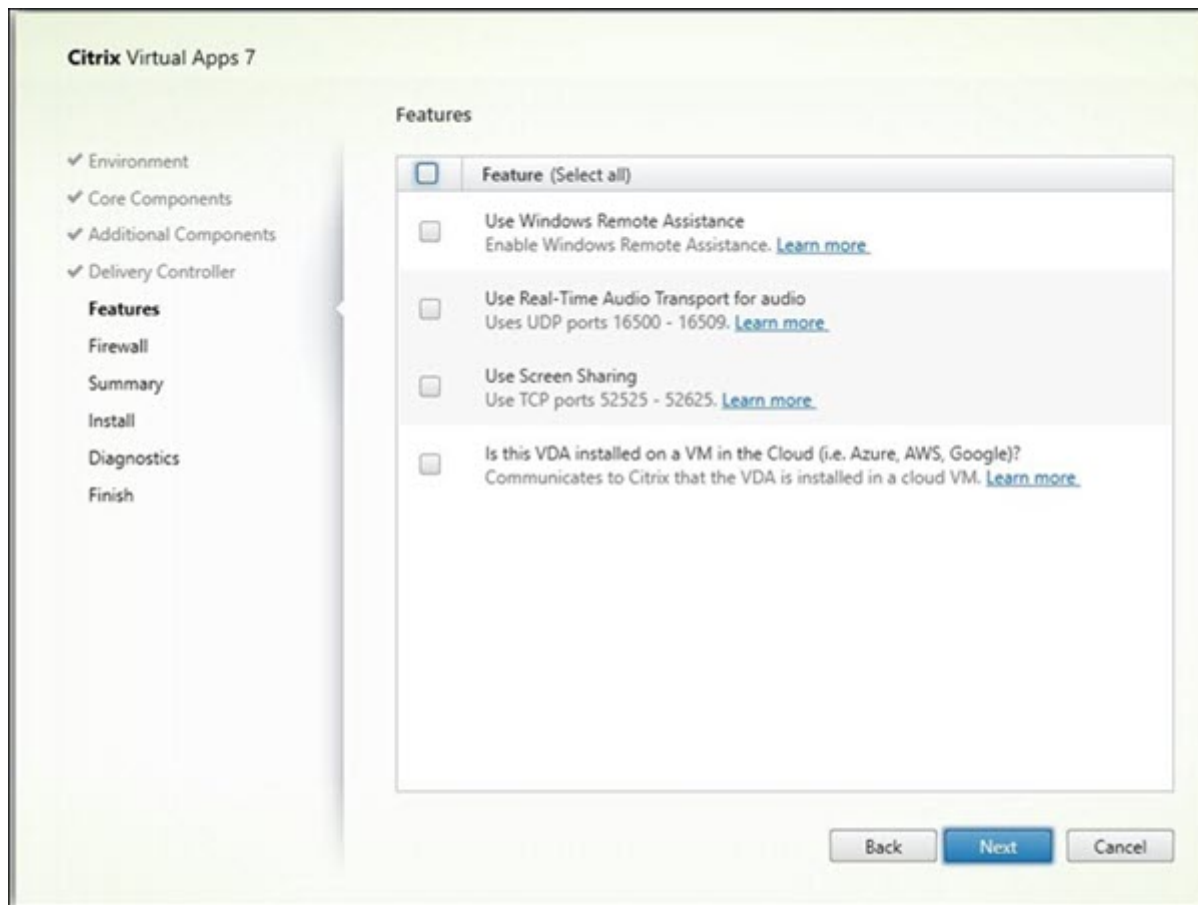 Citrix Virtual Apps 7
Features
Environment
Core Components
Additional Components
Delivery Controller
Features
Firewall
Summary
Install
Diagnostics
Finish
Feature (Select all)
Use Windows Remote Assistance
Enable Windows Remote Assistance. Learn more
Use Real-Time Audio Transport for audio
Uses UDP ports 16500 - 16509. Learn more
Use Screen Sharing
Use TCP ports 52525 - 52625. Learn more
Is this VDA installed on a VM in the Cloud (i.e. Azure, AWS, Google)?
Communicates to Citrix that the VDA is installed in a cloud VM. Learn more
Back
Next
Cancel